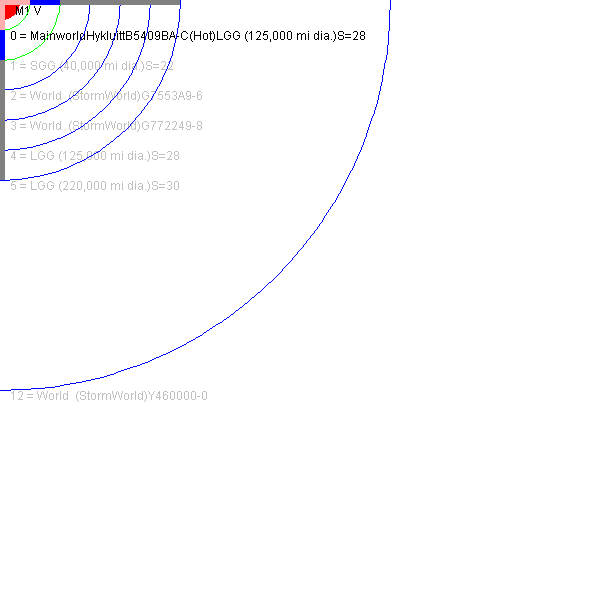 M1 V
0 = MainworldHykluittB5409BA-C(Hot)LGG (125,000 mi dia.)S=28
1 = SGG (40,000 mi dia.)S=22
2 = World (StormWorld)G7553A9-6
3 = World (StormWorld)G772249-8
4 = LGG (125,000 mi dia.)S=28
5 = LGG (220,000 mi dia.)S=30
12 = World (StormWorld)Y460000-0